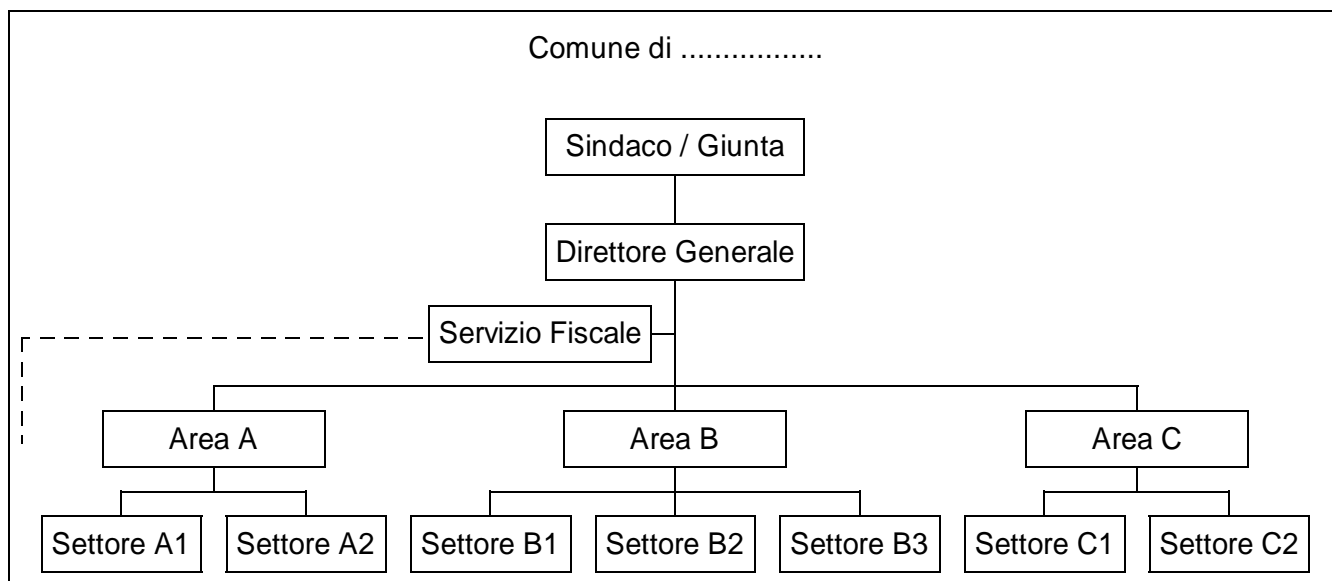 Comune di .................
Sindaco / Giunta
Direttore Generale
Servizio Fiscale
Area A
Area B
Area C
Settore A1
Settore A2
Settore B1
Settore B2
Settore B3
Settore C1
Settore C2